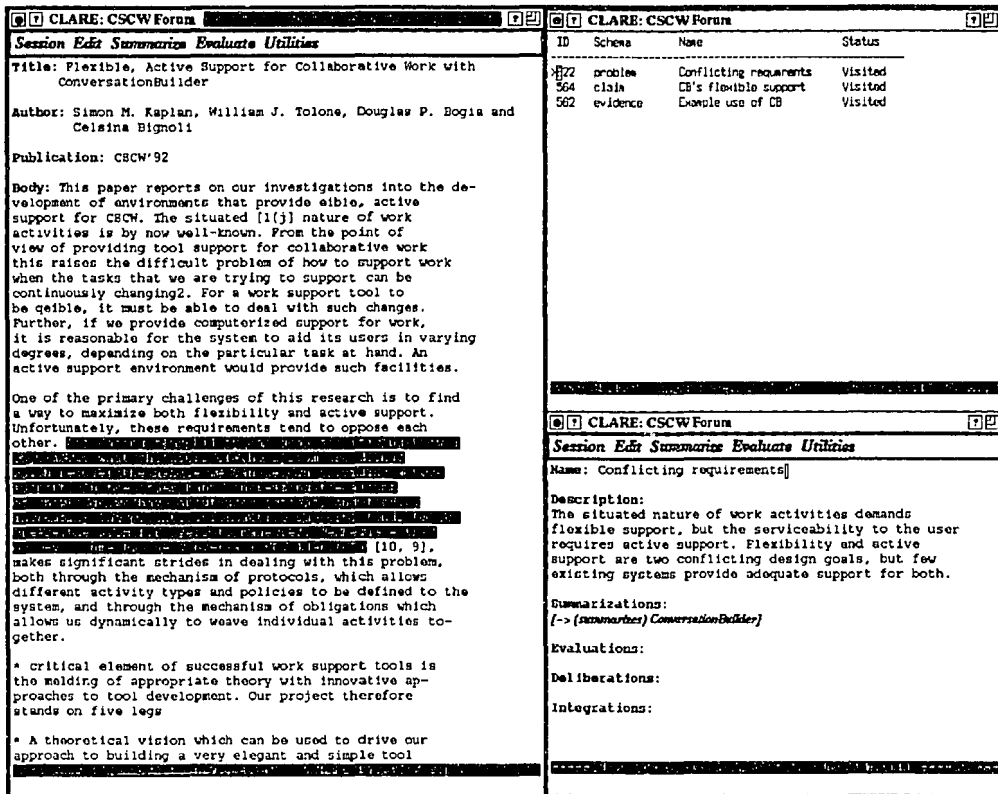 CLARE: CSCW Forum
Session Edit Summarize Evaluate Utilities
Title: Flexible, Active Support for Collaborative Work with
ConversationBuilder
Author: Simon M. Kaplan, William J. Tolone, Douglas P. Bogia and
Celsina Bignoli
Publication: CSCW'92
Body: This paper reports on our investigations into the de-
velopment of environments that provide eible, active
support for CSCW. The situated [1(j] nature of work
activities is by now well-known. From the point of
view of providing tool support for collaborative work
this raises the difficult problem of how to support work
when the tasks that we are trying to support can be
continuously changing2. For a work support tool to
be qeible, it must be able to deal with such changes.
Further, if we provide computerized support for work,
it is reasonable for the system to aid its users in varying
degrees, depending on the particular task at hand. An
active support environment would provide such facilities.
One of the primary challenges of this research is to find
a way to maximize both flexibility and active support.
Unfortunately, these requirements tend to oppose each
other.
[10, 9],
makes significant strides in dealing with this problem,
both through the mechanism of protocols, which allows
different activity types and policies to be defined to the
system, and through the mechanism of obligations which
allows us dynamically to weave individual activities to-
gether.
* critical element of successful work support tools is
the melding of appropriate theory with innovative ap-
proaches to tool development. Our project therefore
stands on five legs
* A theoretical vision which can be used to drive our
approach to building a very elegant and simple tool
CLARE: CSCW Forum
ID Schema Name Status
>522 problem Conflicting requirements Visited
564 claim CB's flexible support Visited
562 evidence Example use of CB Visited
CLARE: CSCW Forum
Session Edit Summarize Evaluate Utilities
Name: Conflicting requirements
Description:
The situated nature of work activities demands
flexible support, but the serviceability to the user
requires active support. Flexibility and active
support are two conflicting design goals, but few
existing systems provide adequate support for both.
Summarizations:
[-> (summarizes) ConversationBuilder]
Evaluations:
Deliberations:
Integrations: